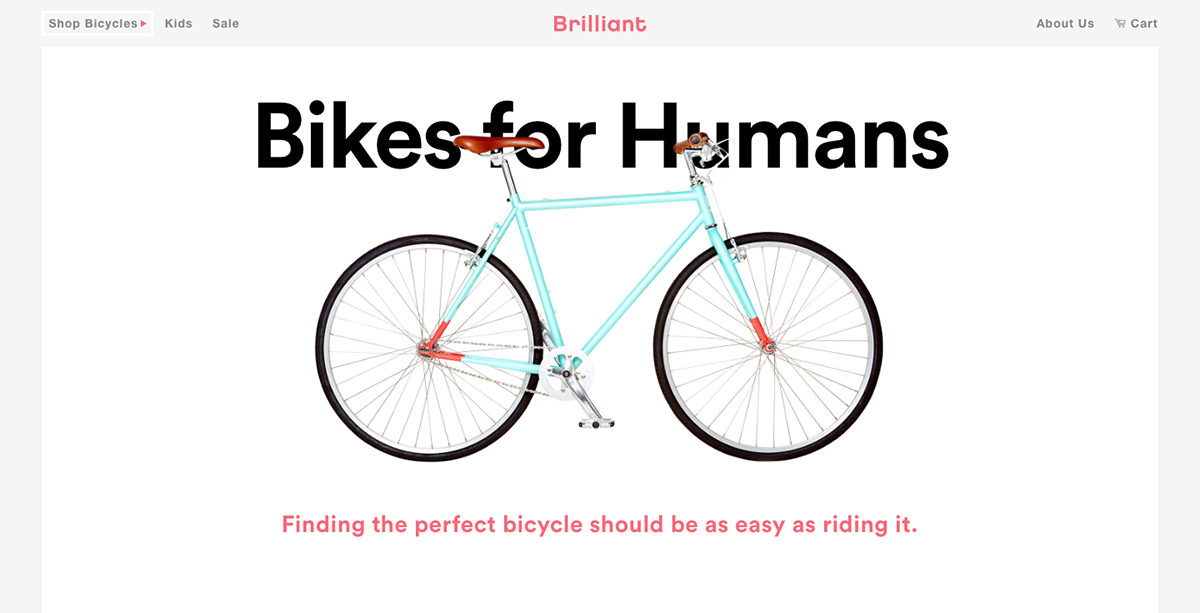 Shop Bicycles Kids Sale Brilliant About Us Cart
Bikes for Humans
Finding the perfect bicycle should be as easy as riding it.